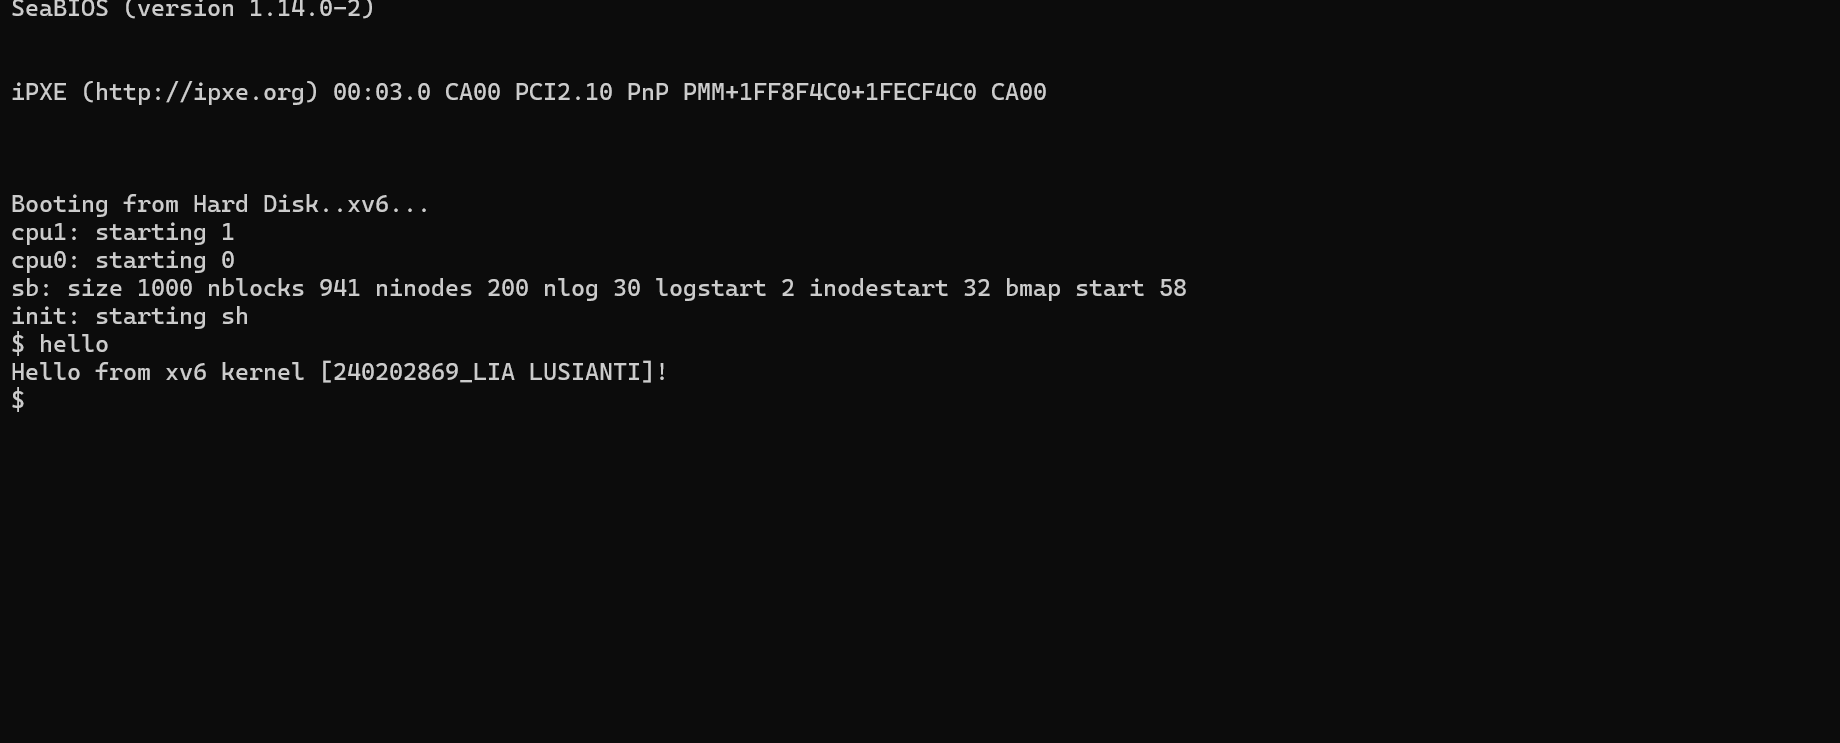 SeaBIOS (version 1.14.0-2)
iPXE (http://ipxe.org) 00:03.0 CA00 PCI2.10 PnP PMM+1FF8F4C0+1FECF4C0 CA00
Booting from Hard Disk..xv6...
cpu1: starting 1
cpu0: starting 0
sb: size 1000 nblocks 941 ninodes 200 nlog 30 logstart 2 inodestart 32 bmap start 58
init: starting sh
$ hello
Hello from xv6 kernel [240202869_LIA LUSIANTI]!
$